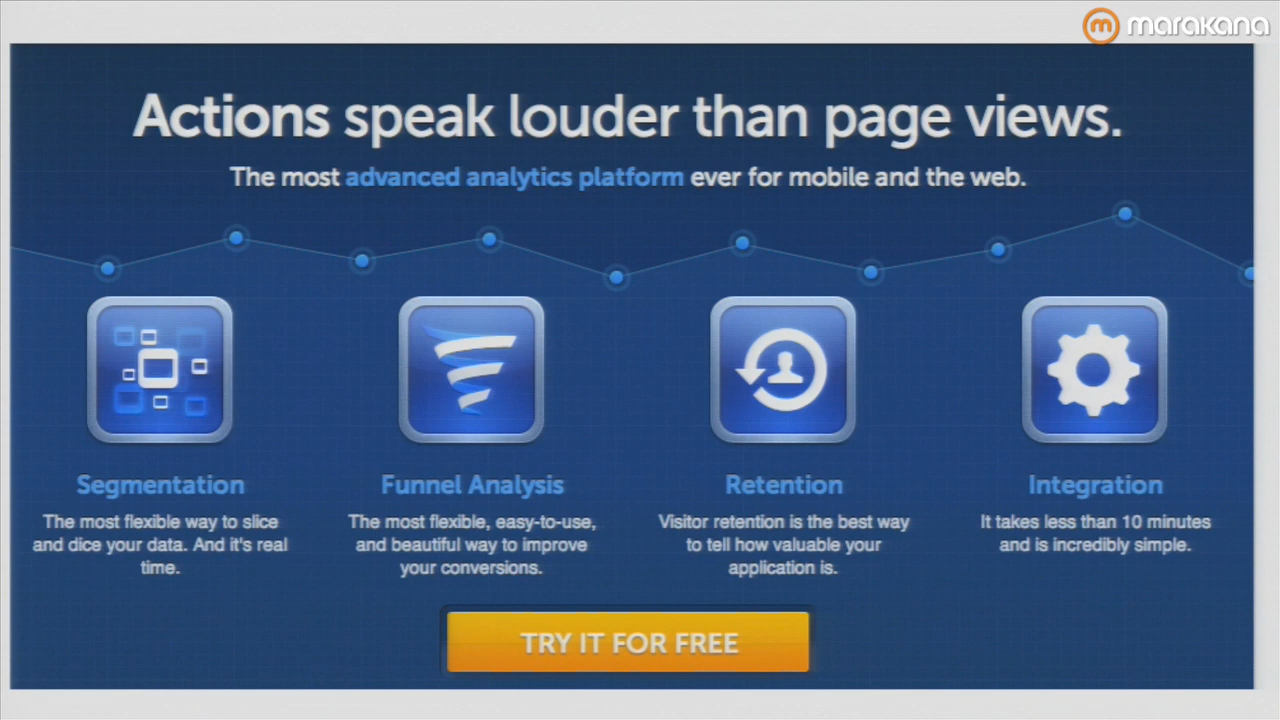 marakana
Actions speak louder than page views.
The most advanced analytics platform ever for mobile and the web.
Segmentation
The most flexible way to slice
and dice your data. And it's real
time.
Funnel Analysis
The most flexible, easy-to-use,
and beautiful way to improve
your conversions.
Retention
Visitor retention is the best way
to tell how valuable your
application is.
Integration
It takes less than 10 minutes
and is incredibly simple.
TRY IT FOR FREE